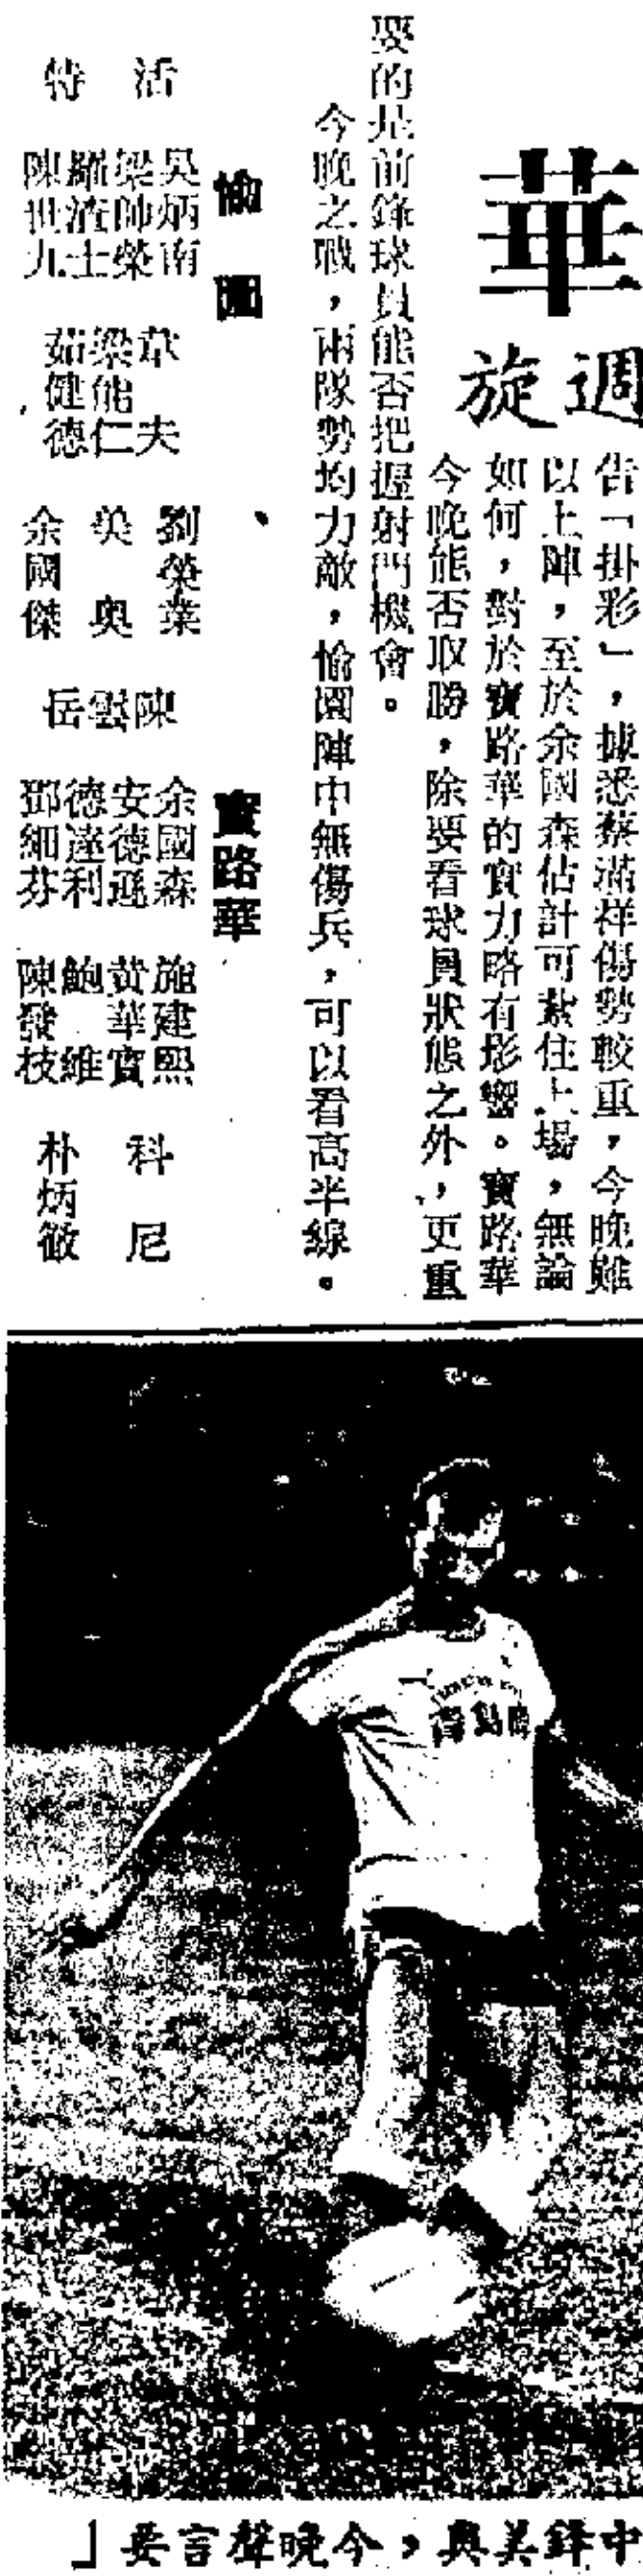 華
週旋
告「掛彩」，據悉蔡滿祥傷勢較重，今晚難
以上陣，至於余國森估計可紮住上場，無論
如何，對於寶路華的實力略有影響。寶路華
今晚能否取勝，除要看球員狀態之外，更重
要的是前鋒球員能否把握射門機會。
今晚之戰，兩隊勢均力敵，愉園陣中無傷兵，可以看高半線。
愉園、寶路華
吳炳南 韋夫 劉榮業 陳 余國森 施建熙
活 梁帥榮 梁能仁 美奧 雲 安德遜 黃華寶 科尼
羅渣士 德達利 鮑維
特 陳世九 茹健德 余國傑 岳 鄧細芬 陳發枝 朴炳徹
中鋒美奧，今晚聲言要「